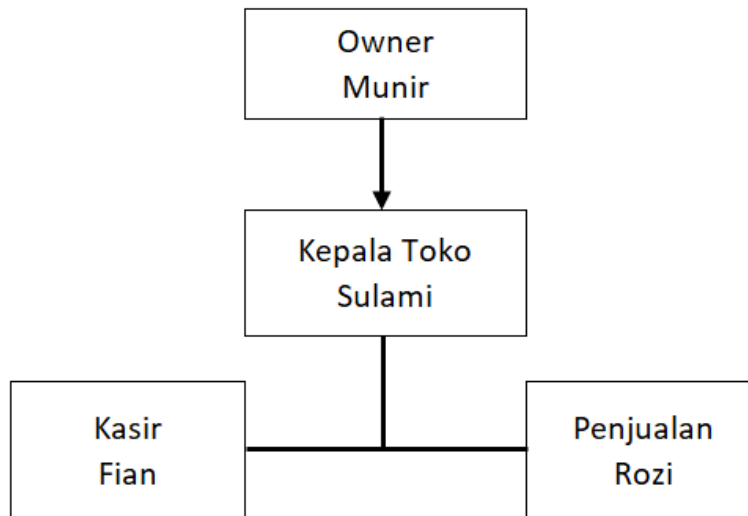 Owner
Munir
Kepala Toko
Sulami
Kasir
Fian
Penjualan
Rozi